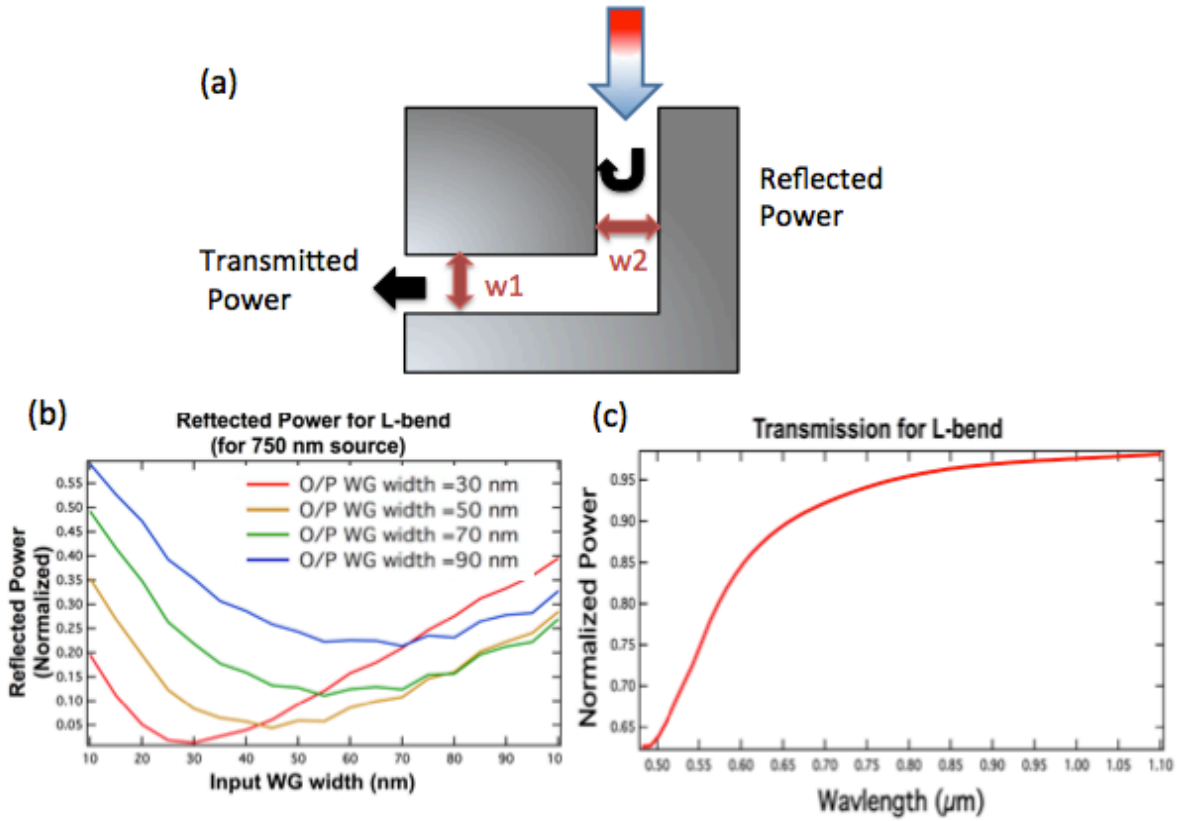 (a)
Reflected
Power
w2
Transmitted
Power
w1
(b)
Reftected Power for L-bend
(for 750 nm source)
O/P WG width =30 nm
O/P WG width =50 nm
O/P WG width =70 nm
O/P WG width =90 nm
Reflected Power
(Normalized)
0.55
0.50
0.45
0.40
0.35
0.30
0.25
0.20
0.15
0.10
0.05
10 20 30 40 50 60 70 80 90 10
Input WG width (nm)
(c)
Transmission for L-bend
Normalized Power
0.95
0.90
0.85
0.80
0.75
0.70
0.65
0.50 0.55 0.60 0.65 0.70 0.75 0.80 0.85 0.90 0.95 1.00 1.05 1.10
Wavlength (μm)